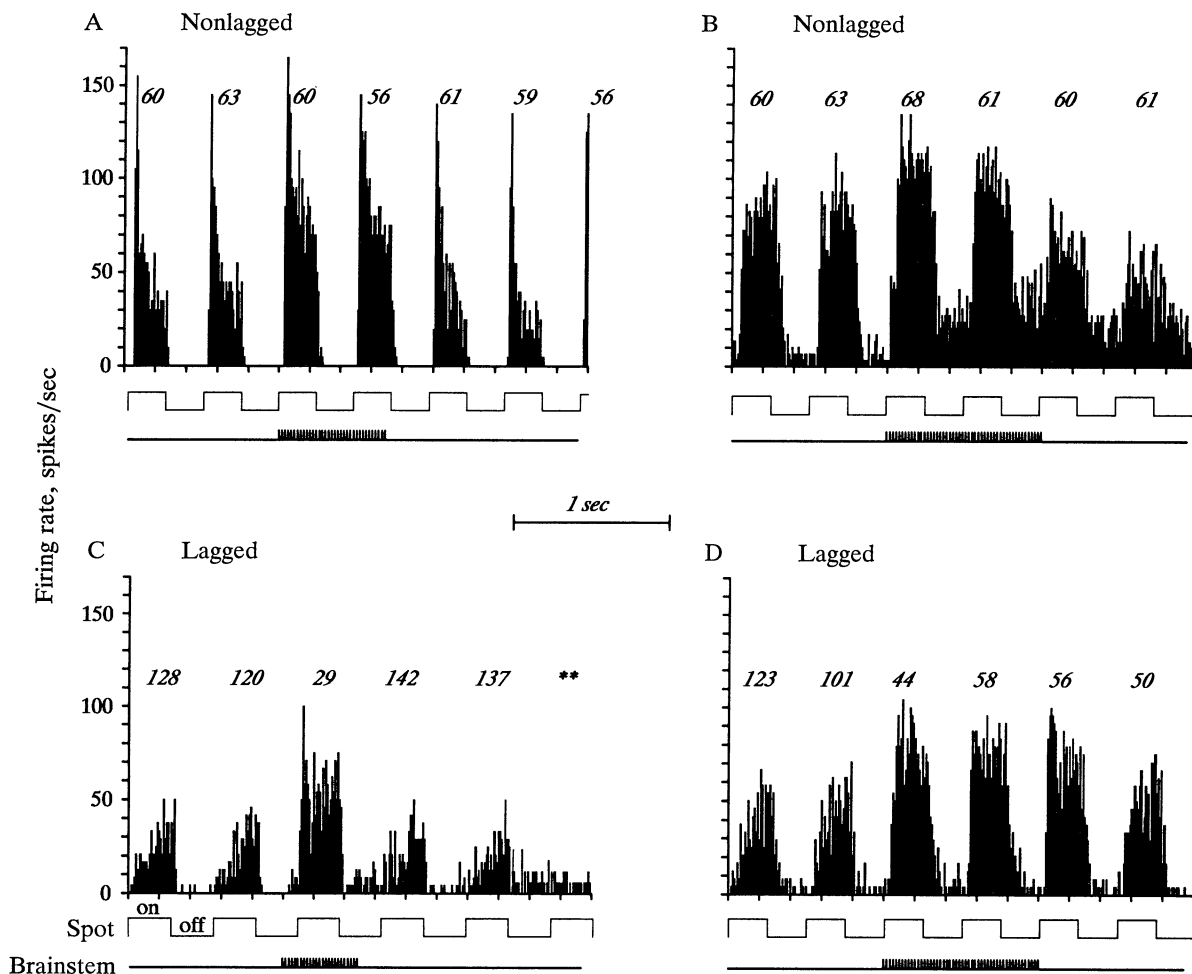 A Nonlagged
B Nonlagged
150
100
50
0
60 63 60 56 61 59 56
60 63 68 61 60 61
Firing rate, spikes/sec
1 sec
C Lagged
D Lagged
150
100
50
0
128 120 29 142 137 **
123 101 44 58 56 50
on
off
Spot
Brainstem